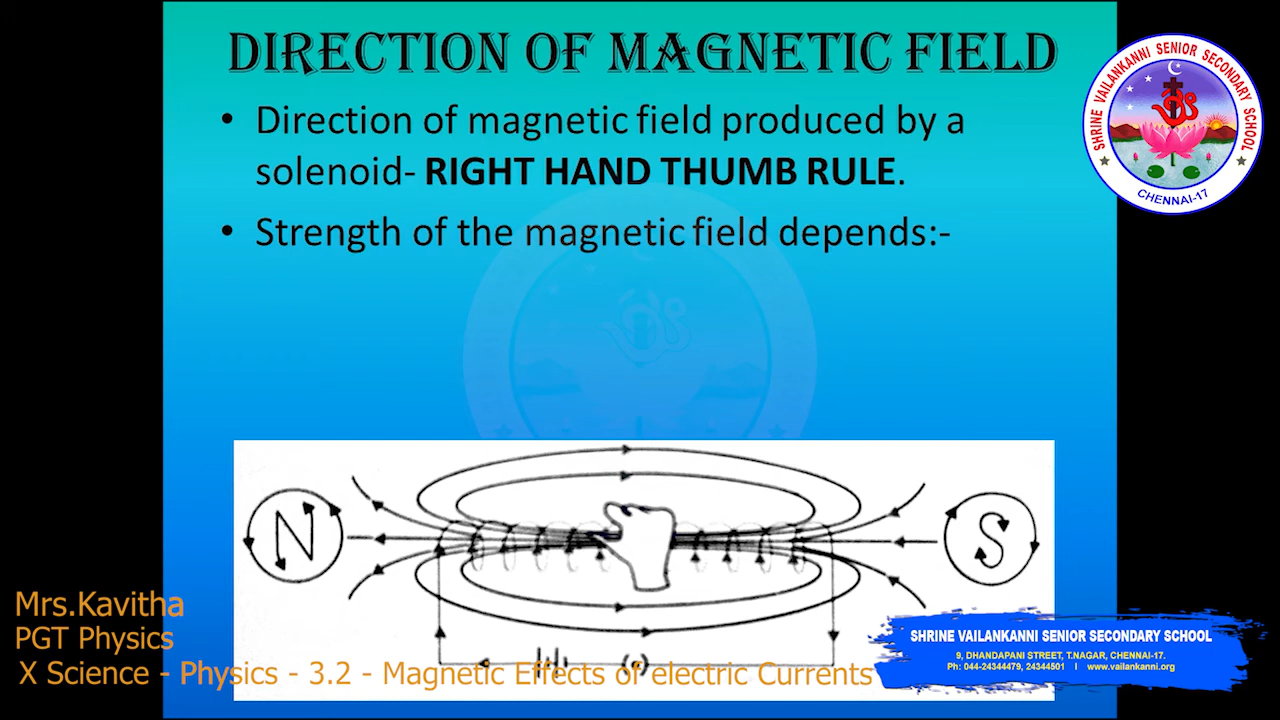 DIRECTION OF MAGNETIC FIELD
• Direction of magnetic field produced by a
solenoid- RIGHT HAND THUMB RULE.
• Strength of the magnetic field depends:-
SHRINE VAILANKANNI SENIOR SECONDARY SCHOOL
CHENNAI-17
N
S
Mrs.Kavitha
PGT Physics
X Science - Physics - 3.2 - Magnetic Effects of electric Currents
SHRINE VAILANKANNI SENIOR SECONDARY SCHOOL
9, DHANDAPANI STREET, T.NAGAR, CHENNAI-17.
Ph: 044-24344479, 24344501 I www.vailankanni.org